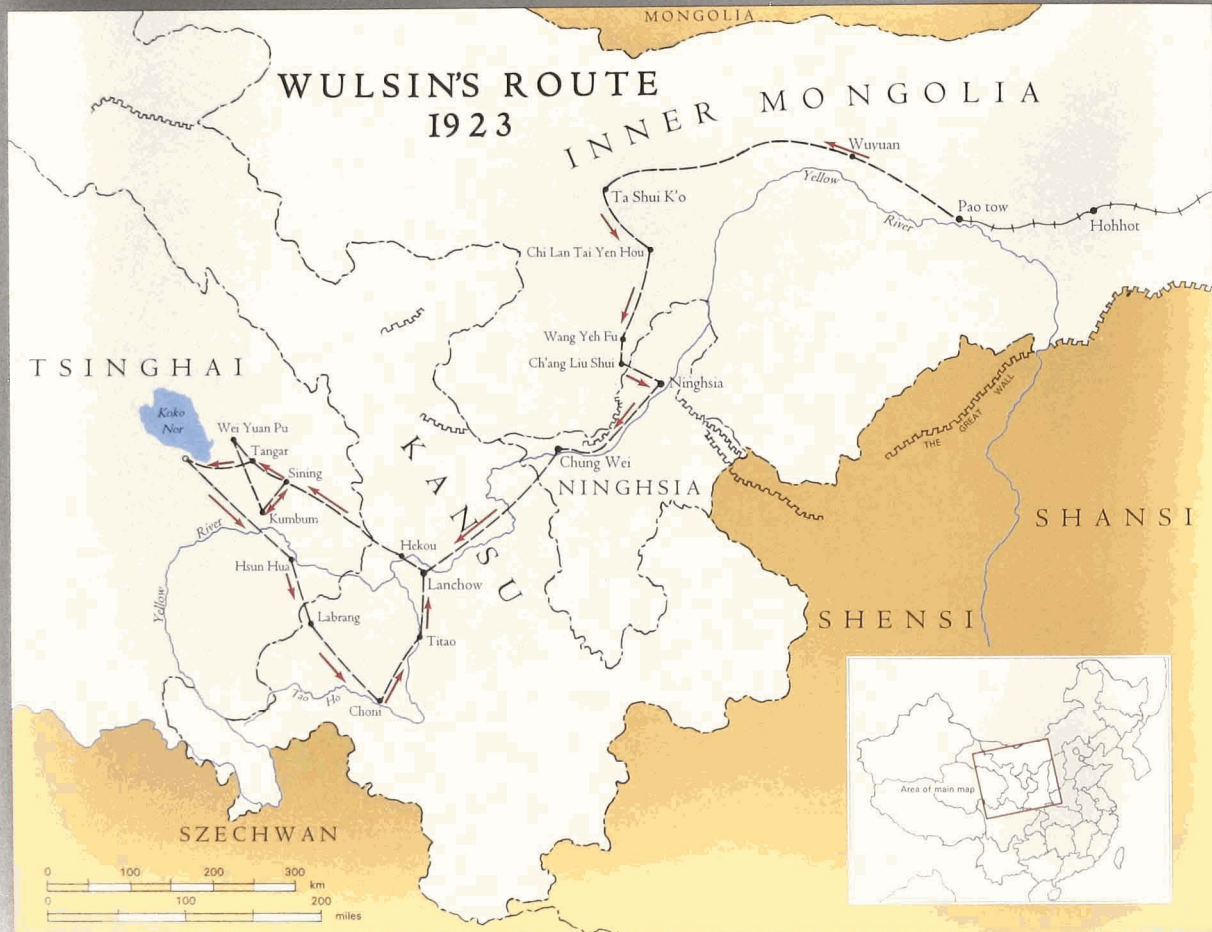 MONGOLIA
WULSIN'S ROUTE
1923
INNER MONGOLIA
Wuyuan
Yellow
River
Ta Shui K'o
Pao tow
Hohhot
Chi Lan Tai Yen Hou
Wang Yeh Fu
Ch'ang Liu Shui
Ninghsia
TSINGHAI
Koko
Nor
Wei Yuan Pu
Tangar
Sining
Kumbum
KANSU
Chung Wei
NINGHSIA
THE GREAT WALL
SHANSI
River
Yellow
Hsun Hua
Hekou
Lanchow
Labrang
Titao
SHENSI
Tao Ho
Choni
SZECHWAN
Area of main map
0 100 200 300
km
0 100 200
miles